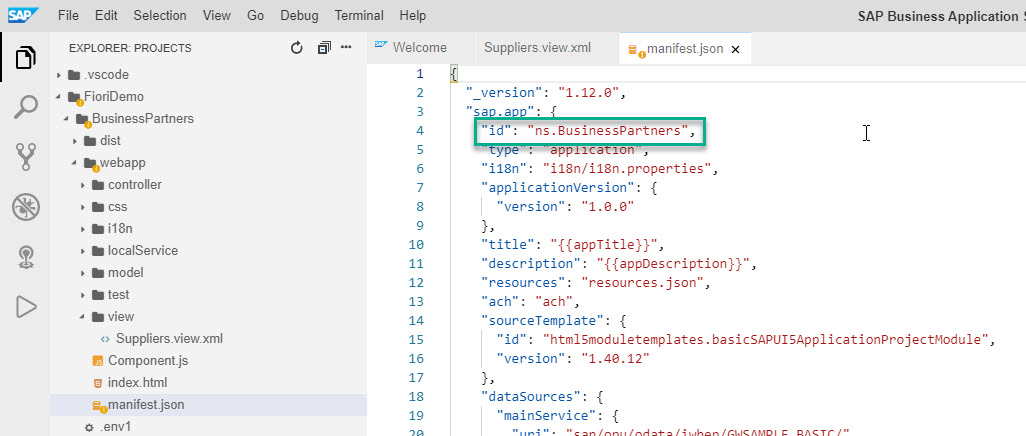 SAP File Edit Selection View Go Debug Terminal Help SAP Business Application
EXPLORER: PROJECTS
.vscode
FioriDemo
BusinessPartners
dist
webapp
controller
css
i18n
localService
model
test
view
Suppliers.view.xml
Component.js
index.html
manifest.json
.env1
SAP Welcome Suppliers.view.xml manifest.json
1 {
2 "_version": "1.12.0",
3 "sap.app": {
4 "id": "ns.BusinessPartners",
5 "type": "application",
6 "i18n": "i18n/i18n.properties",
7 "applicationVersion": {
8 "version": "1.0.0"
9 },
10 "title": "{{appTitle}}",
11 "description": "{{appDescription}}",
12 "resources": "resources.json",
13 "ach": "ach",
14 "sourceTemplate": {
15 "id": "html5moduletemplates.basicSAPUI5ApplicationProjectModule",
16 "version": "1.40.12"
17 },
18 "dataSources": {
19 "mainService": {
20 "uri": "sap/opu/odata/iwbep/GWSAMPLE_BASIC/"